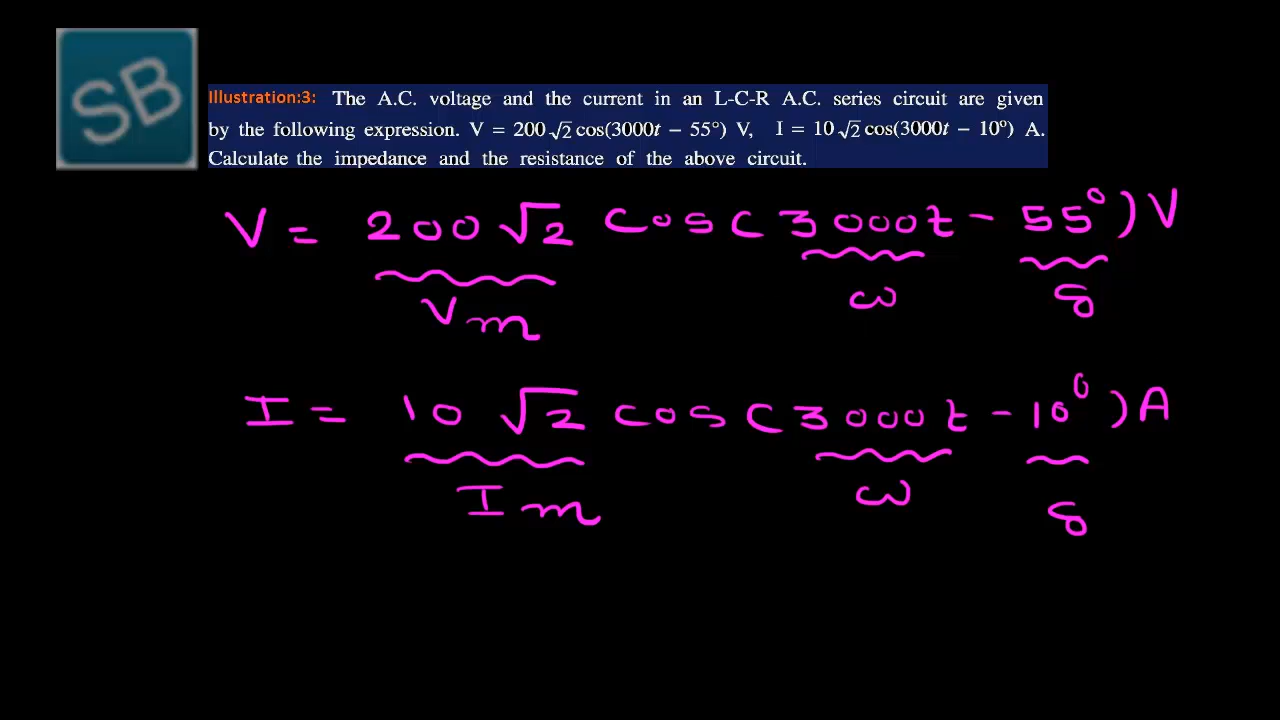 SB
Illustration:3: The A.C. voltage and the current in an L-C-R A.C. series circuit are given
by the following expression. V = 200√2 cos(3000t − 55°) V, I = 10√2 cos(3000t − 10°) A.
Calculate the impedance and the resistance of the above circuit.
V = 200 √2 cos(3000t − 55°) V
Vm ω δ
I = 10 √2 cos(3000t − 10°) A
Im ω δ